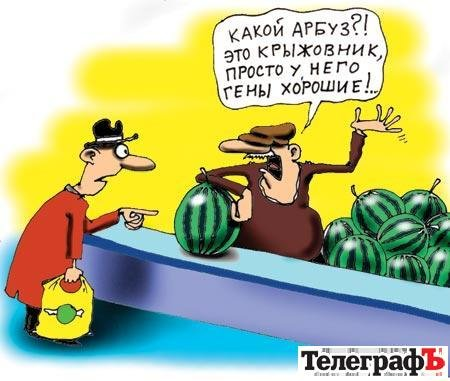 КАКОЙ АРБУЗ?!
ЭТО КРЫЖОВНИК,
ПРОСТО У НЕГО
ГЕНЫ ХОРОШИЕ!..
ТелеграфЪ